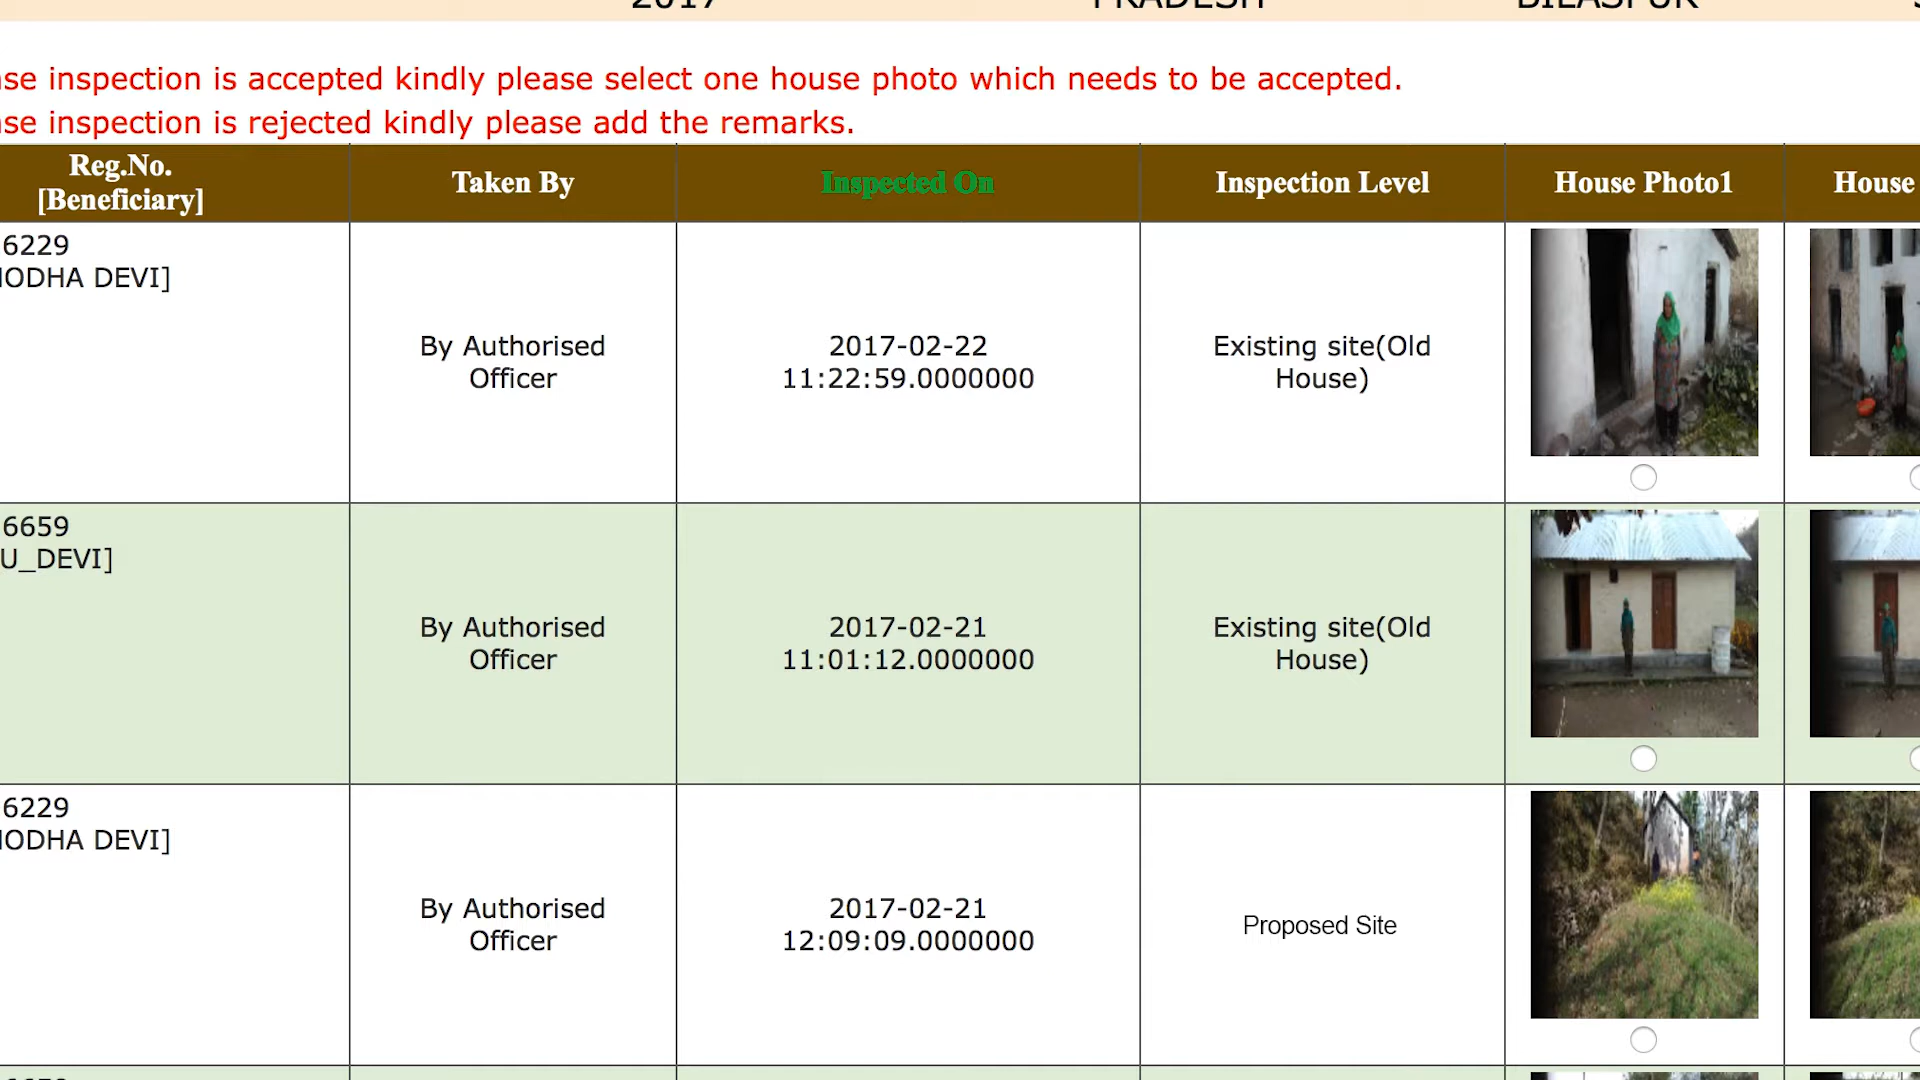 2017 PRADESH BILASPUR
inspection is accepted kindly please select one house photo which needs to be accepted.
inspection is rejected kindly please add the remarks.
Reg.No.
[Beneficiary]
Taken By
Inspected On
Inspection Level
House Photo1
House
6229
DEVI]
By Authorised
Officer
2017-02-22
11:22:59.0000000
Existing site(Old
House)
6659
U_DEVI]
By Authorised
Officer
2017-02-21
11:01:12.0000000
Existing site(Old
House)
6229
DEVI]
By Authorised
Officer
2017-02-21
12:09:09.0000000
Proposed Site